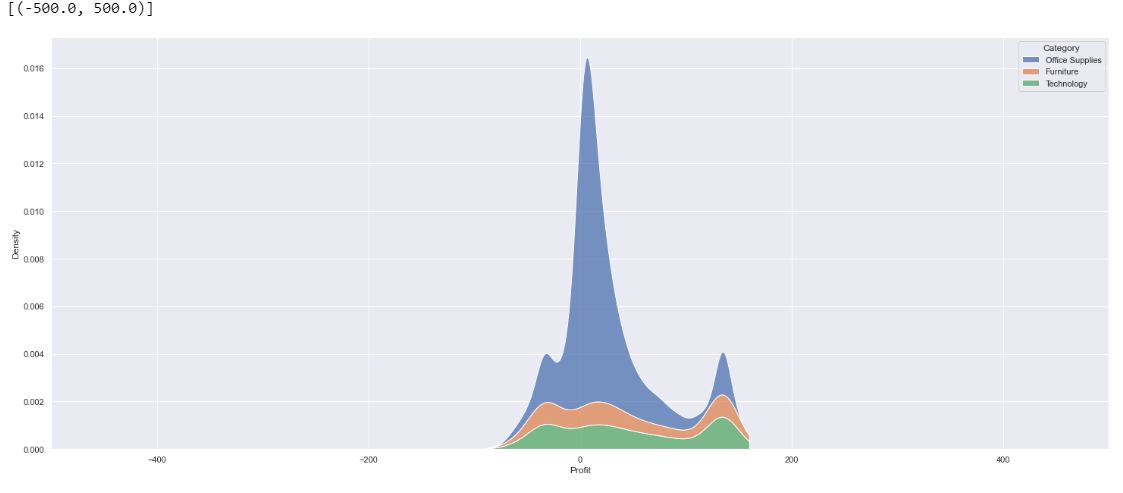 [(-500.0, 500.0)]
Category
Office Supplies
Furniture
Technology
0.016
0.014
0.012
0.010
0.008
0.006
0.004
0.002
0.000
Density
−400
−200
0
200
400
Profit